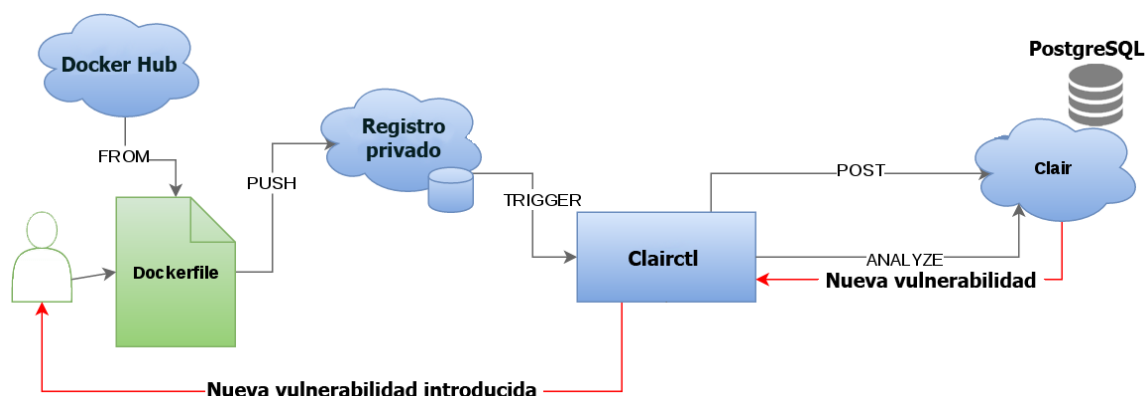 PostgreSQL
Docker Hub
Registro
privado
FROM
PUSH
POST
Clair
TRIGGER
Dockerfile
Clairctl
ANALYZE
Nueva vulnerabilidad
Nueva vulnerabilidad introducida